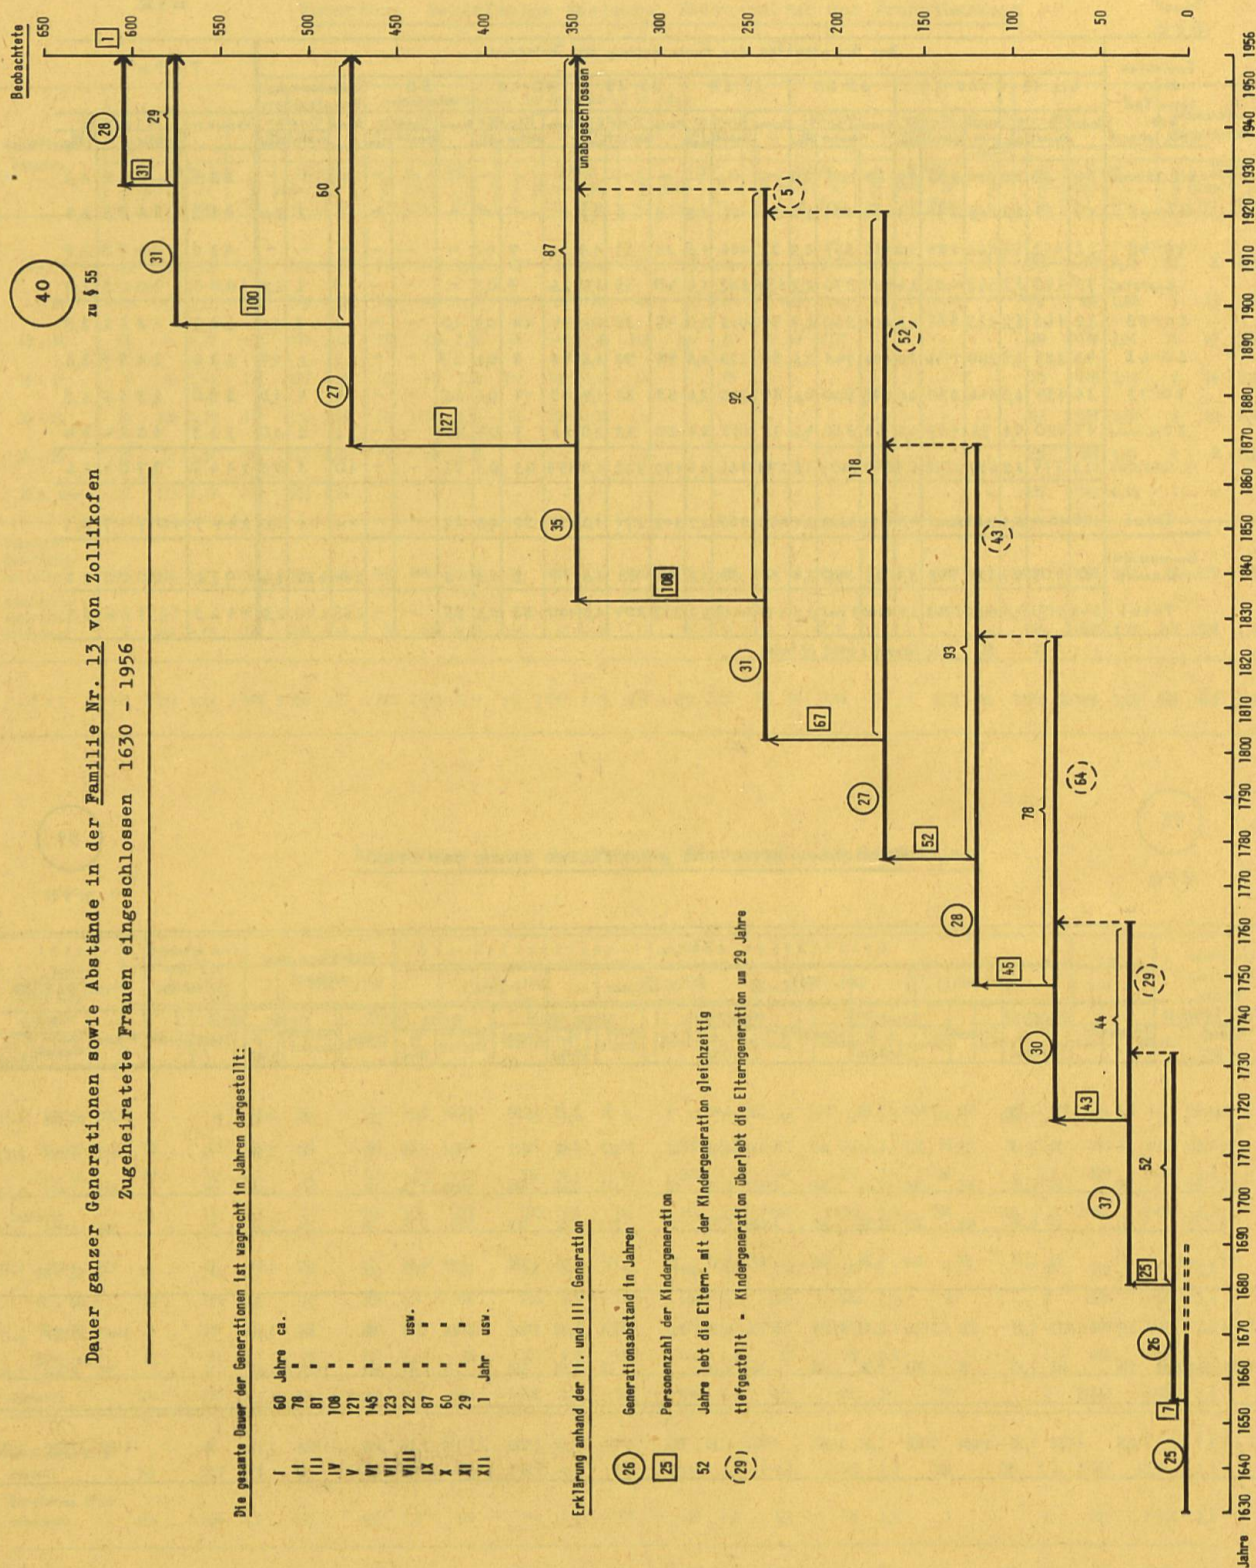 40
zu § 55
Dauer ganzer Generationen sowie Abstände in der Familie Nr. 13 von Zollikofen
Zugeheiratete Frauen eingeschlossen 1630 - 1956
Die gesamte Dauer der Generationen ist wagrecht in Jahren dargestellt:
I 60 Jahre ca.
II 78 " "
III 81 " "
IV 108 "
V 121 "
VI 145 "
VII 123 "
VIII 122 " usw.
IX 87 " "
X 60 " "
XI 29 " "
XII 1 Jahr usw.
Erklärung anhand der II. und III. Generation
26 Generationsabstand in Jahren
25 Personenzahl der Kindergeneration
52 Jahre lebt die Eltern- mit der Kindergeneration gleichzeitig
(29) tiefgestellt = Kindergeneration überlebt die Elterngeneration um 29 Jahre
Beobachtete
650
600
550
500
450
400
350
300
250
200
150
100
50
0
1
28
31
29
31
100
60
27
127
87
unabgeschlossen
35
108
92
5
31
67
118
52
27
52
93
43
28
45
78
(64)
30
43
44
(29)
37
25
52
26
7
25
Jahre 1630 1640 1650 1660 1670 1680 1690 1700 1710 1720 1730 1740 1750 1760 1770 1780 1790 1800 1810 1820 1830 1840 1850 1860 1870 1880 1890 1900 1910 1920 1930 1940 1950 1956